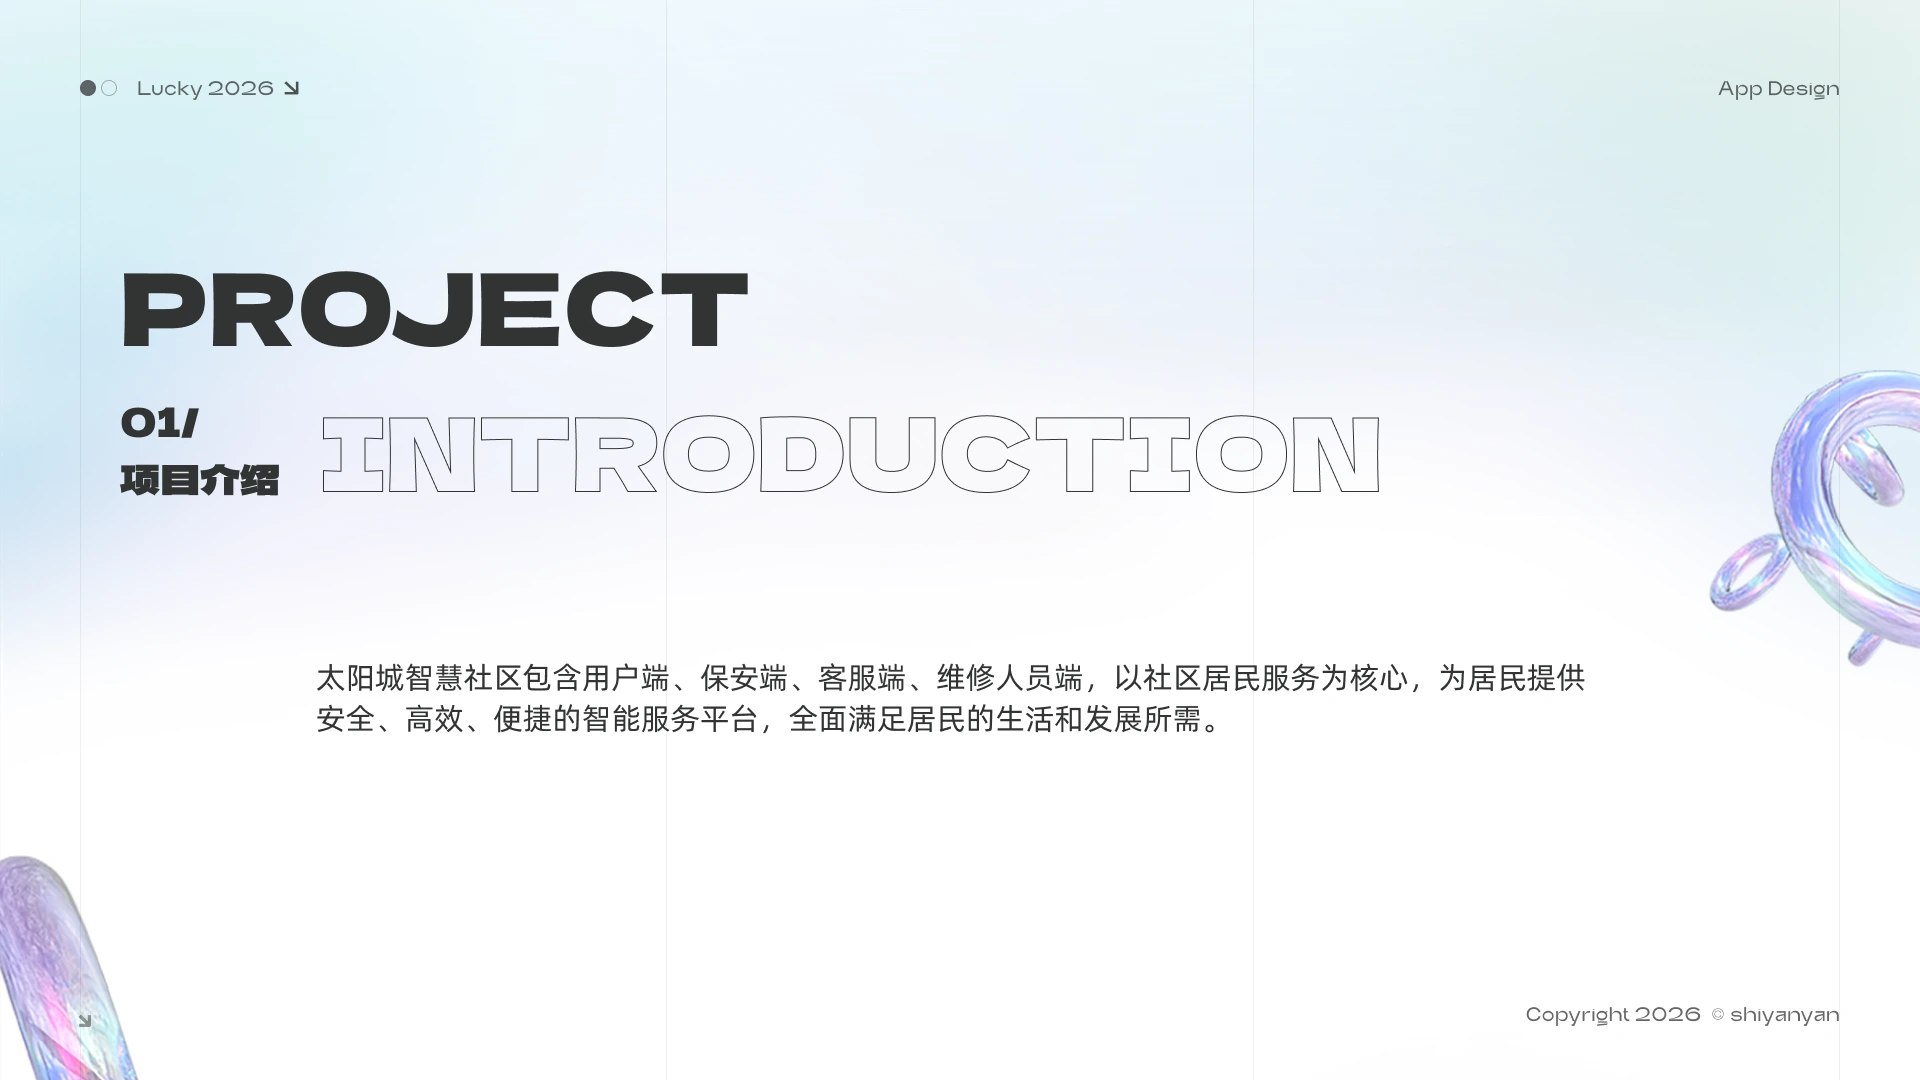 Lucky 2026
App Design
PROJECT
01/
项目介绍
INTRODUCTION
太阳城智慧社区包含用户端、保安端、客服端、维修人员端，以社区居民服务为核心，为居民提供
安全、高效、便捷的智能服务平台，全面满足居民的生活和发展所需。
Copyright 2026 © shiyanyan